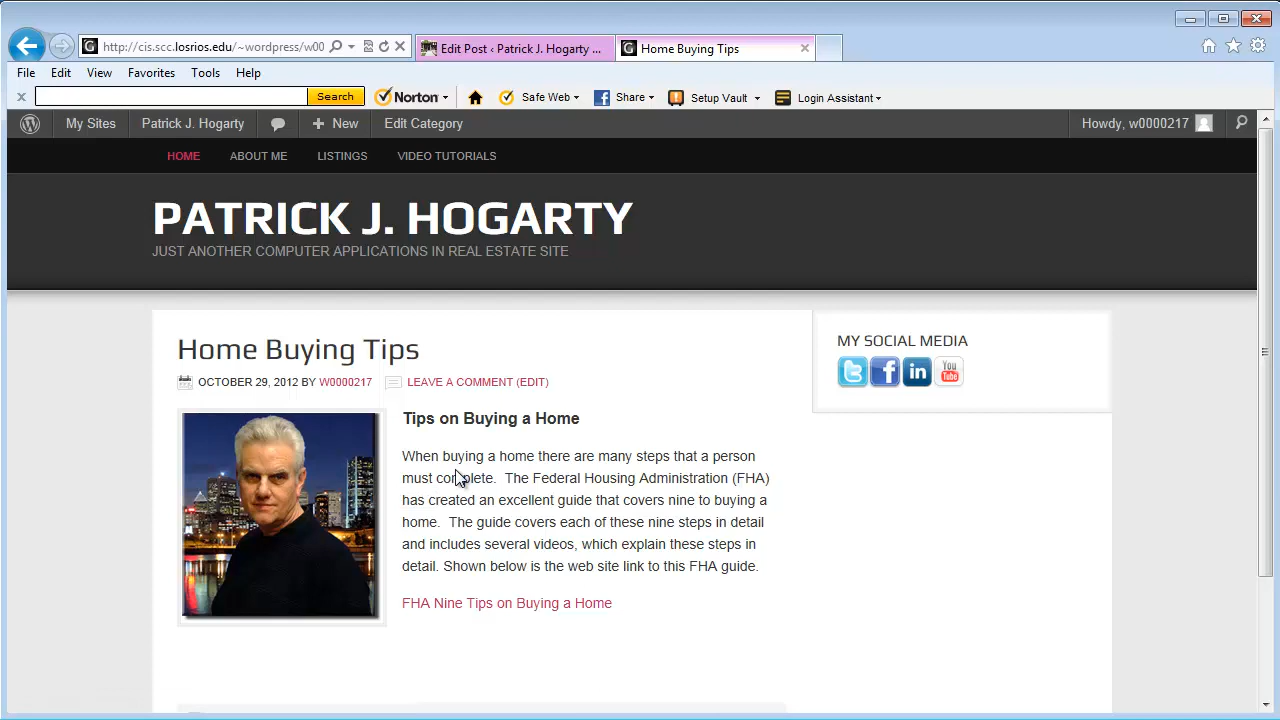 http://cis.scc.losrios.edu/~wordpress/w00
Edit Post ‹ Patrick J. Hogarty ...
Home Buying Tips
File Edit View Favorites Tools Help
Search Norton Safe Web Share Setup Vault Login Assistant
My Sites Patrick J. Hogarty + New Edit Category Howdy, w0000217
HOME ABOUT ME LISTINGS VIDEO TUTORIALS
PATRICK J. HOGARTY
JUST ANOTHER COMPUTER APPLICATIONS IN REAL ESTATE SITE
Home Buying Tips
OCTOBER 29, 2012 BY W0000217 LEAVE A COMMENT (EDIT)
Tips on Buying a Home
When buying a home there are many steps that a person
must complete. The Federal Housing Administration (FHA)
has created an excellent guide that covers nine to buying a
home. The guide covers each of these nine steps in detail
and includes several videos, which explain these steps in
detail. Shown below is the web site link to this FHA guide.
FHA Nine Tips on Buying a Home
MY SOCIAL MEDIA
You Tube